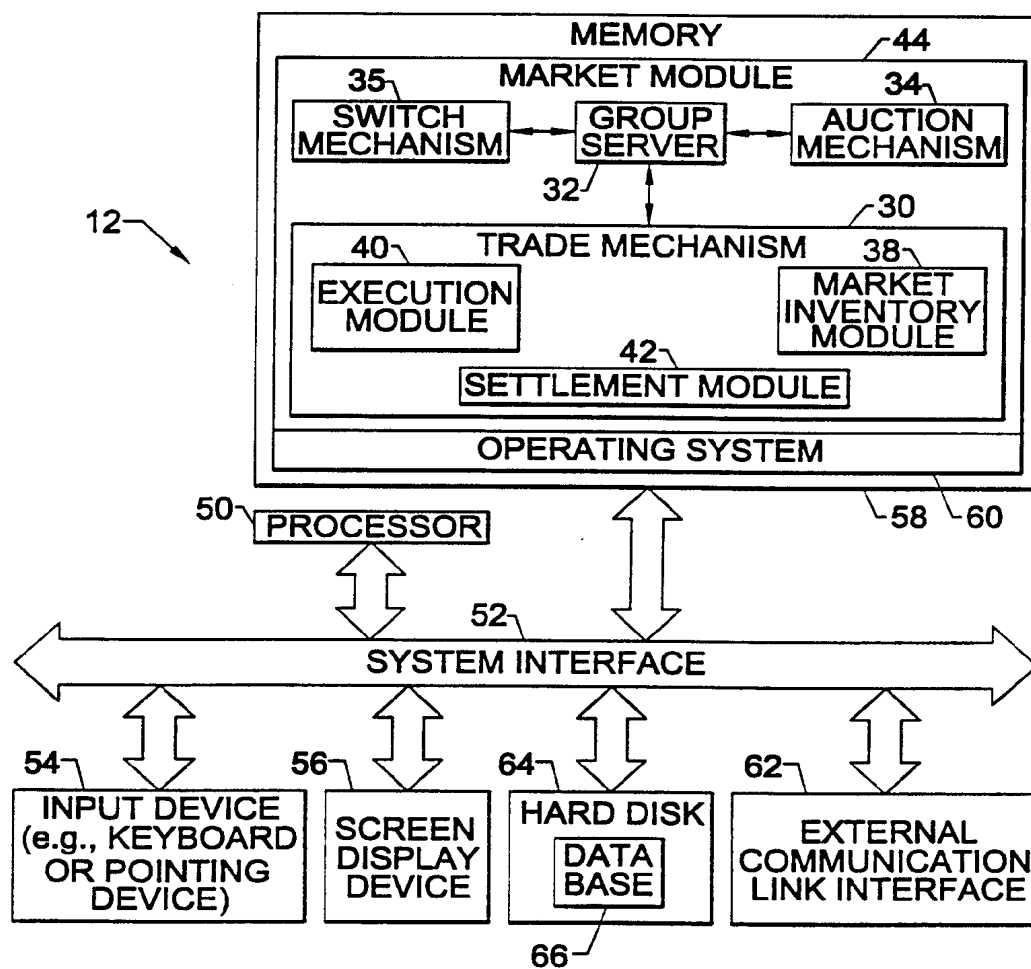 MEMORY
44
MARKET MODULE
35
SWITCH
MECHANISM
GROUP
SERVER
32
34
AUCTION
MECHANISM
12
30
TRADE MECHANISM
40
EXECUTION
MODULE
38
MARKET
INVENTORY
MODULE
42
SETTLEMENT MODULE
OPERATING SYSTEM
50
PROCESSOR
58
60
52
SYSTEM INTERFACE
54
INPUT DEVICE
(e.g., KEYBOARD
OR POINTING
DEVICE)
56
SCREEN
DISPLAY
DEVICE
64
HARD DISK
DATA
BASE
66
62
EXTERNAL
COMMUNICATION
LINK INTERFACE